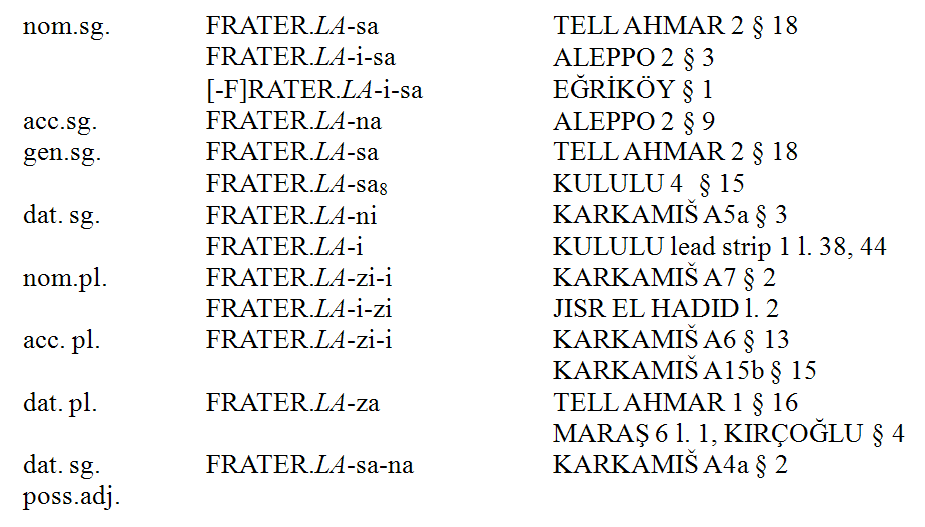 nom.sg. FRATER.LA-sa TELL AHMAR 2 § 18
FRATER.LA-i-sa ALEPPO 2 § 3
[-F]RATER.LA-i-sa EĞRİKÖY § 1
acc.sg. FRATER.LA-na ALEPPO 2 § 9
gen.sg. FRATER.LA-sa TELL AHMAR 2 § 18
FRATER.LA-sa₈ KULULU 4 § 15
dat. sg. FRATER.LA-ni KARKAMIŠ A5a § 3
FRATER.LA-i KULULU lead strip 1 l. 38, 44
nom.pl. FRATER.LA-zi-i KARKAMIŠ A7 § 2
FRATER.LA-i-zi JISR EL HADID l. 2
acc. pl. FRATER.LA-zi-i KARKAMIŠ A6 § 13
KARKAMIŠ A15b § 15
dat. pl. FRATER.LA-za TELL AHMAR 1 § 16
MARAŞ 6 l. 1, KIRÇOĞLU § 4
dat. sg. FRATER.LA-sa-na KARKAMIŠ A4a § 2
poss.adj.